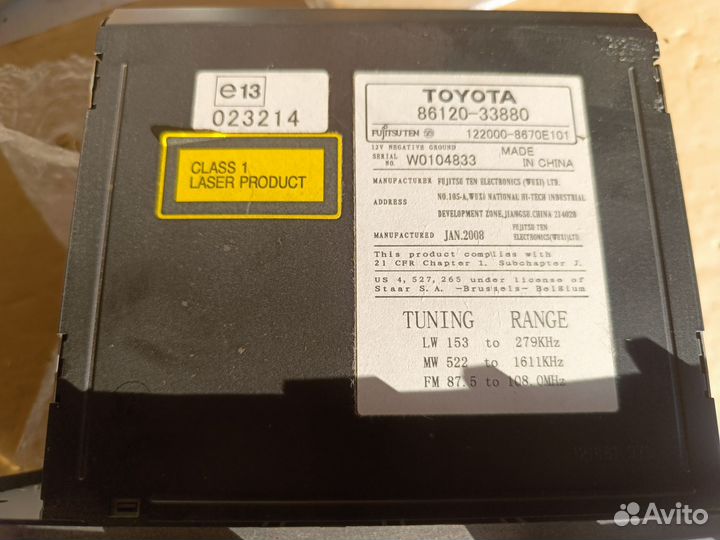 e13
023214
CLASS 1
LASER PRODUCT
TOYOTA
86120-33880
FUJITSU TEN 122000-8670E101
12V NEGATIVE GROUND
SERIAL NO. W0104833 MADE IN CHINA
MANUFACTURER FUJITSU TEN ELECTRONICS (WUXI) LTD.
ADDRESS NO.105-A, WUXI NATIONAL HI-TECH INDUSTRIAL
DEVELOPMENT ZONE, JIANGSU, CHINA 214028
MANUFACTURED JAN.2008 FUJITSU TEN ELECTRONICS(WUXI)LTD.
This product complies with
21 CFR Chapter 1. Subchapter J.
US 4, 527, 265 under license of
Staar S. A. -Brussels- Belgium
TUNING RANGE
LW 153 to 279KHz
MW 522 to 1611KHz
FM 87.5 to 108.0MHz
Avito